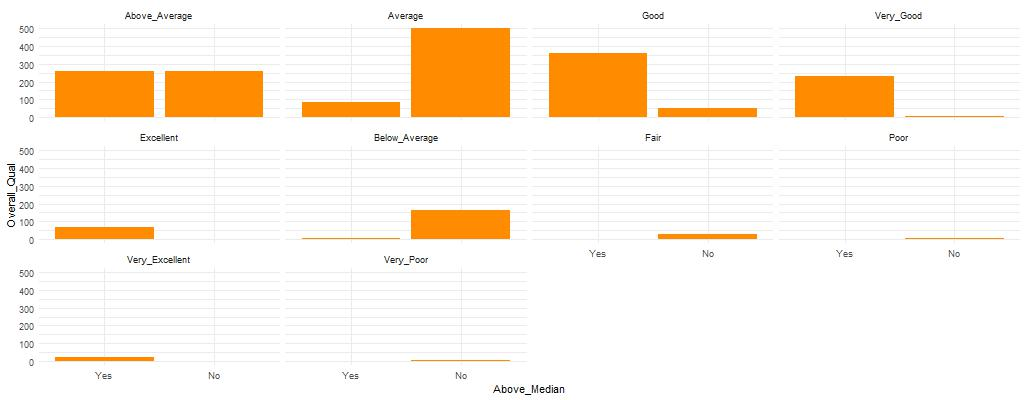 Above_Average Average Good Very_Good
500
400
300
200
100
0
Excellent Below_Average Fair Poor
500
400
300
200
100
0
Yes No Yes No
Very_Excellent Very_Poor
500
400
300
200
100
0
Yes No Yes No
Overall_Qual
Above_Median